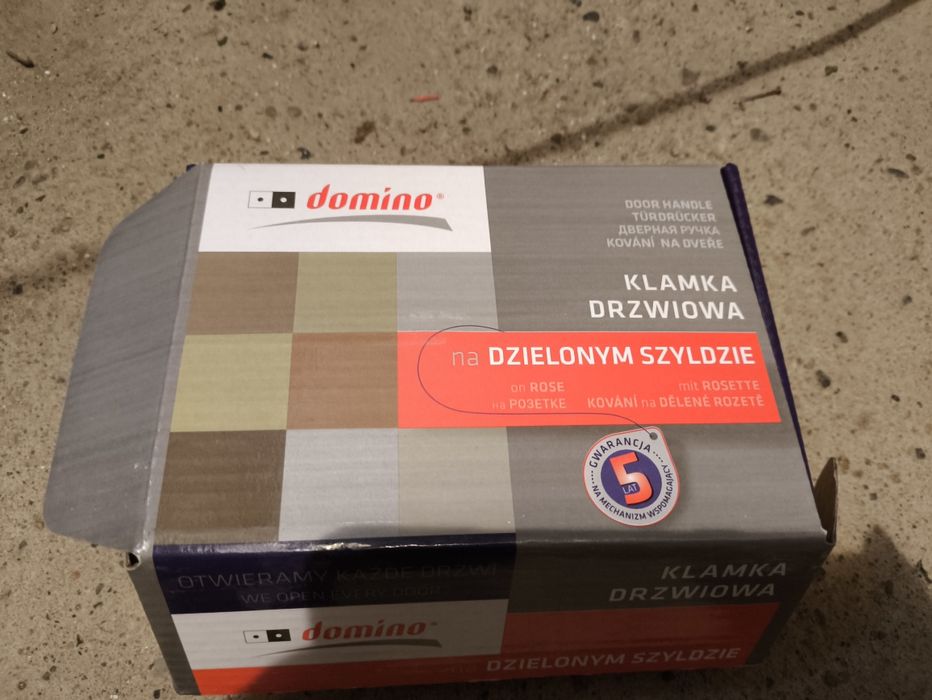 domino®
DOOR HANDLE
TÜRDRÜCKER
ДВЕРНАЯ РУЧКА
KOVÁNÍ NA DVEŘE
KLAMKA
DRZWIOWA
na DZIELONYM SZYLDZIE
on ROSE
mit ROSETTE
на РОЗЕТКЕ
KOVÁNÍ na DĚLENÉ ROZETĚ
GWARANCJA
5
LAT
NA MECHANIZM WSPOMAGAJĄCY
OTWIERAMY KAŻDE DRZWI
WE OPEN EVERY DOOR
KLAMKA
DRZWIOWA
domino®
na DZIELONYM SZYLDZIE